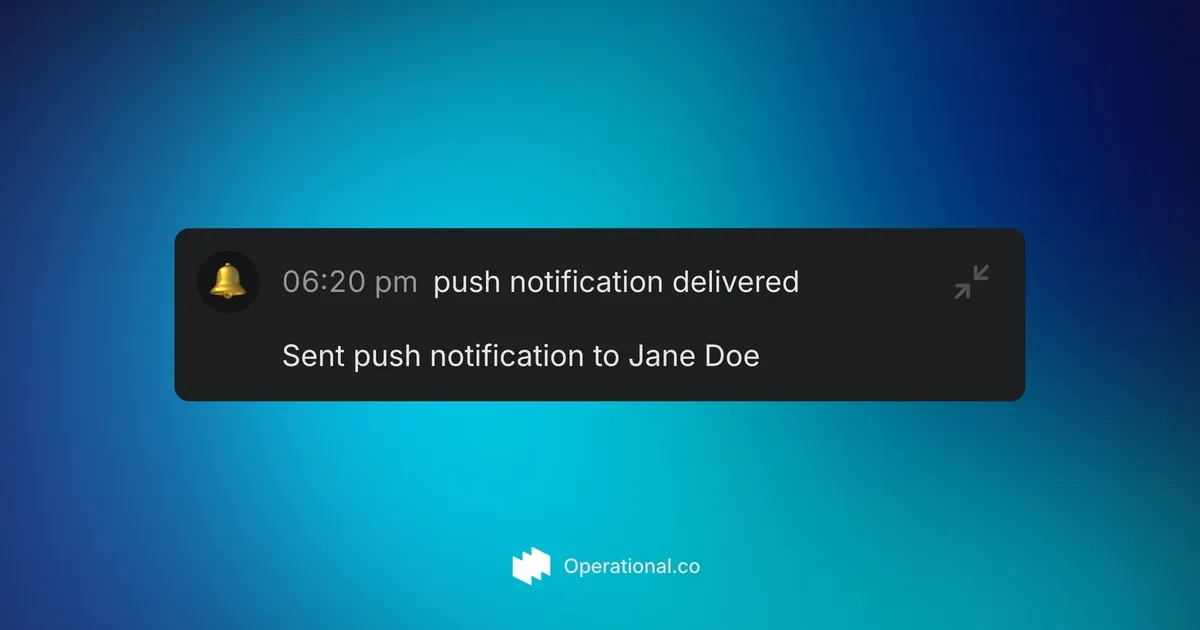 06:20 pm push notification delivered
Sent push notification to Jane Doe
Operational.co